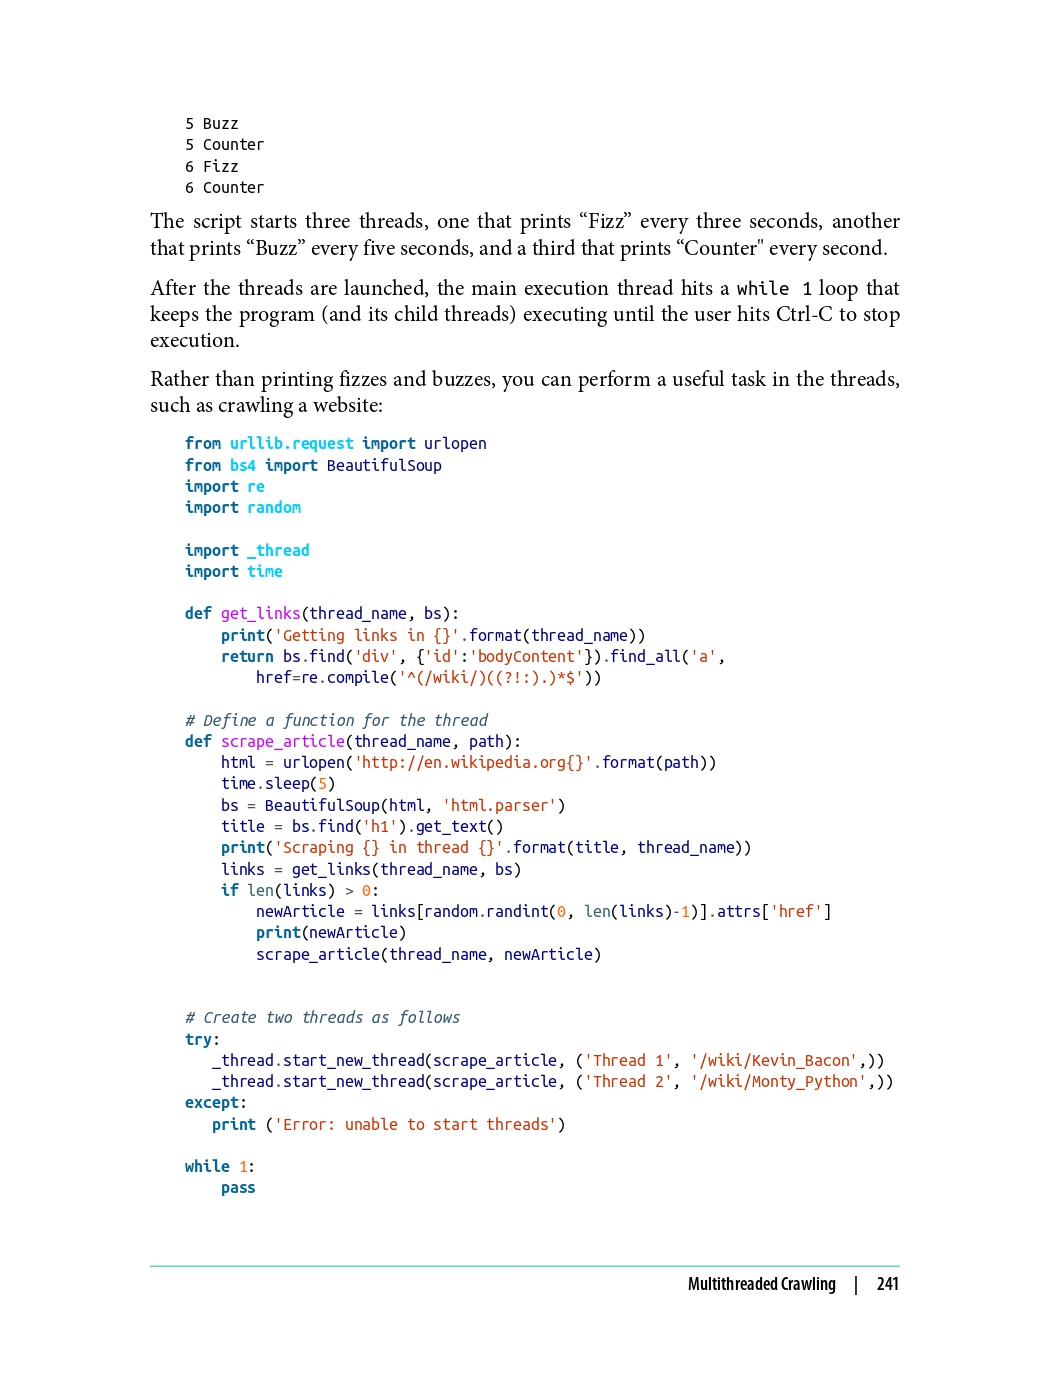 5 Buzz
5 Counter
6 Fizz
6 Counter
The script starts three threads, one that prints “Fizz” every three seconds, another
that prints “Buzz” every five seconds, and a third that prints “Counter" every second.
After the threads are launched, the main execution thread hits a while 1 loop that
keeps the program (and its child threads) executing until the user hits Ctrl-C to stop
execution.
Rather than printing fizzes and buzzes, you can perform a useful task in the threads,
such as crawling a website:
from urllib.request import urlopen
from bs4 import BeautifulSoup
import re
import random

import _thread
import time

def get_links(thread_name, bs):
    print('Getting links in {}'.format(thread_name))
    return bs.find('div', {'id':'bodyContent'}).find_all('a',
        href=re.compile('^(/wiki/)((?!:).)*$'))

# Define a function for the thread
def scrape_article(thread_name, path):
    html = urlopen('http://en.wikipedia.org{}'.format(path))
    time.sleep(5)
    bs = BeautifulSoup(html, 'html.parser')
    title = bs.find('h1').get_text()
    print('Scraping {} in thread {}'.format(title, thread_name))
    links = get_links(thread_name, bs)
    if len(links) > 0:
        newArticle = links[random.randint(0, len(links)-1)].attrs['href']
        print(newArticle)
        scrape_article(thread_name, newArticle)

# Create two threads as follows
try:
   _thread.start_new_thread(scrape_article, ('Thread 1', '/wiki/Kevin_Bacon',))
   _thread.start_new_thread(scrape_article, ('Thread 2', '/wiki/Monty_Python',))
except:
   print ('Error: unable to start threads')

while 1:
    pass
Multithreaded Crawling | 241